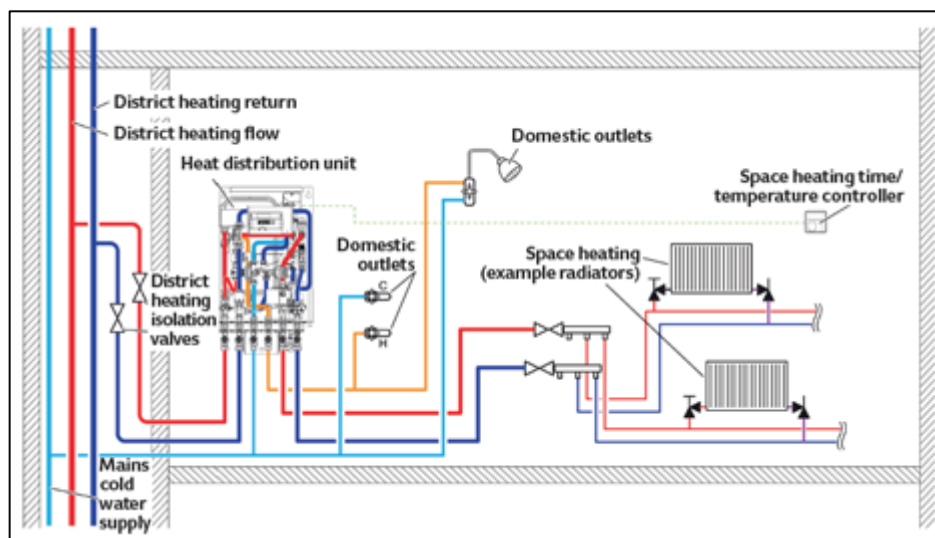 District heating return
District heating flow
Heat distribution unit
Domestic outlets
Space heating time/
temperature controller
Domestic
outlets
Space heating
(example radiators)
C
District
heating
isolation
valves
H
Mains
cold
water
supply